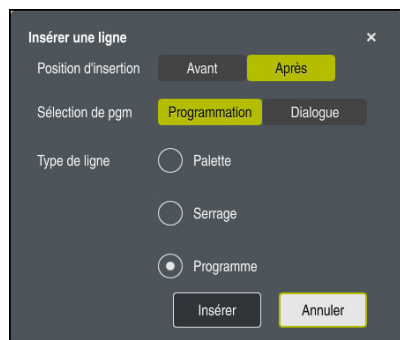 Insérer une ligne ×
Position d'insertion Avant Après
Sélection de pgm Programmation Dialogue
Type de ligne Palette
Serrage
Programme
Insérer Annuler